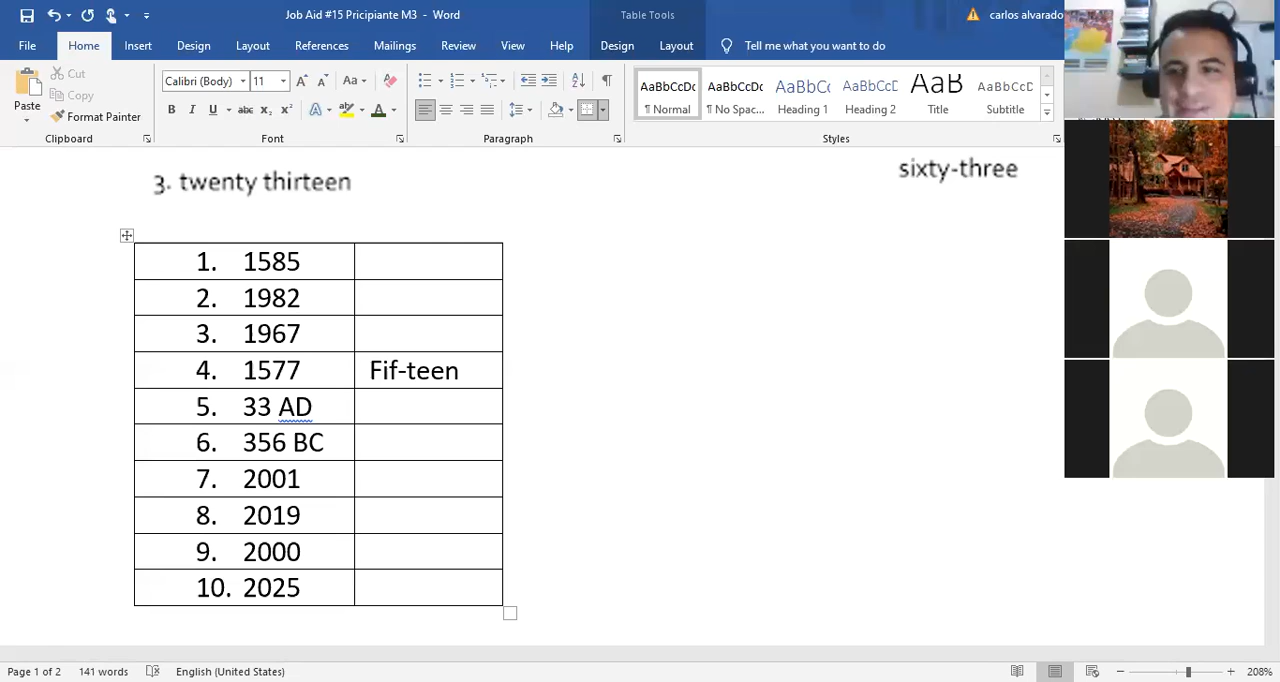 Job Aid #15 Pricipiante M3 - Word
Table Tools
carlos alvarado
File Home Insert Design Layout References Mailings Review View Help Design Layout Tell me what you want to do
Paste
Cut
Copy
Format Painter
Clipboard
Calibri (Body) 11
Font
Paragraph
AaBbCcDc AaBbCcDc AaBbCc AaBbCcD AaB AaBbCcD
¶ Normal ¶ No Spac... Heading 1 Heading 2 Title Subtitle
Styles
3. twenty thirteen
sixty-three
1. 1585
2. 1982
3. 1967
4. 1577 Fif-teen
5. 33 AD
6. 356 BC
7. 2001
8. 2019
9. 2000
10. 2025
Page 1 of 2 141 words English (United States) 208%